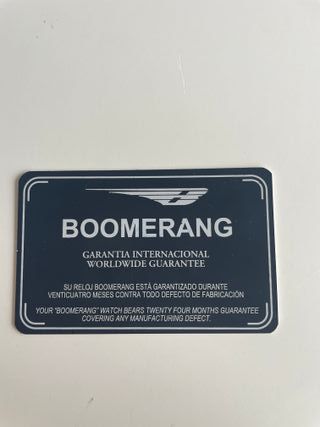 BOOMERANG
GARANTIA INTERNACIONAL
WORLDWIDE GUARANTEE
SU RELOJ BOOMERANG ESTÁ GARANTIZADO DURANTE
VENTICUATRO MESES CONTRA TODO DEFECTO DE FABRICACIÓN
YOUR "BOOMERANG" WATCH BEARS TWENTY FOUR MONTHS GUARANTEE
COVERING ANY MANUFACTURING DEFECT.